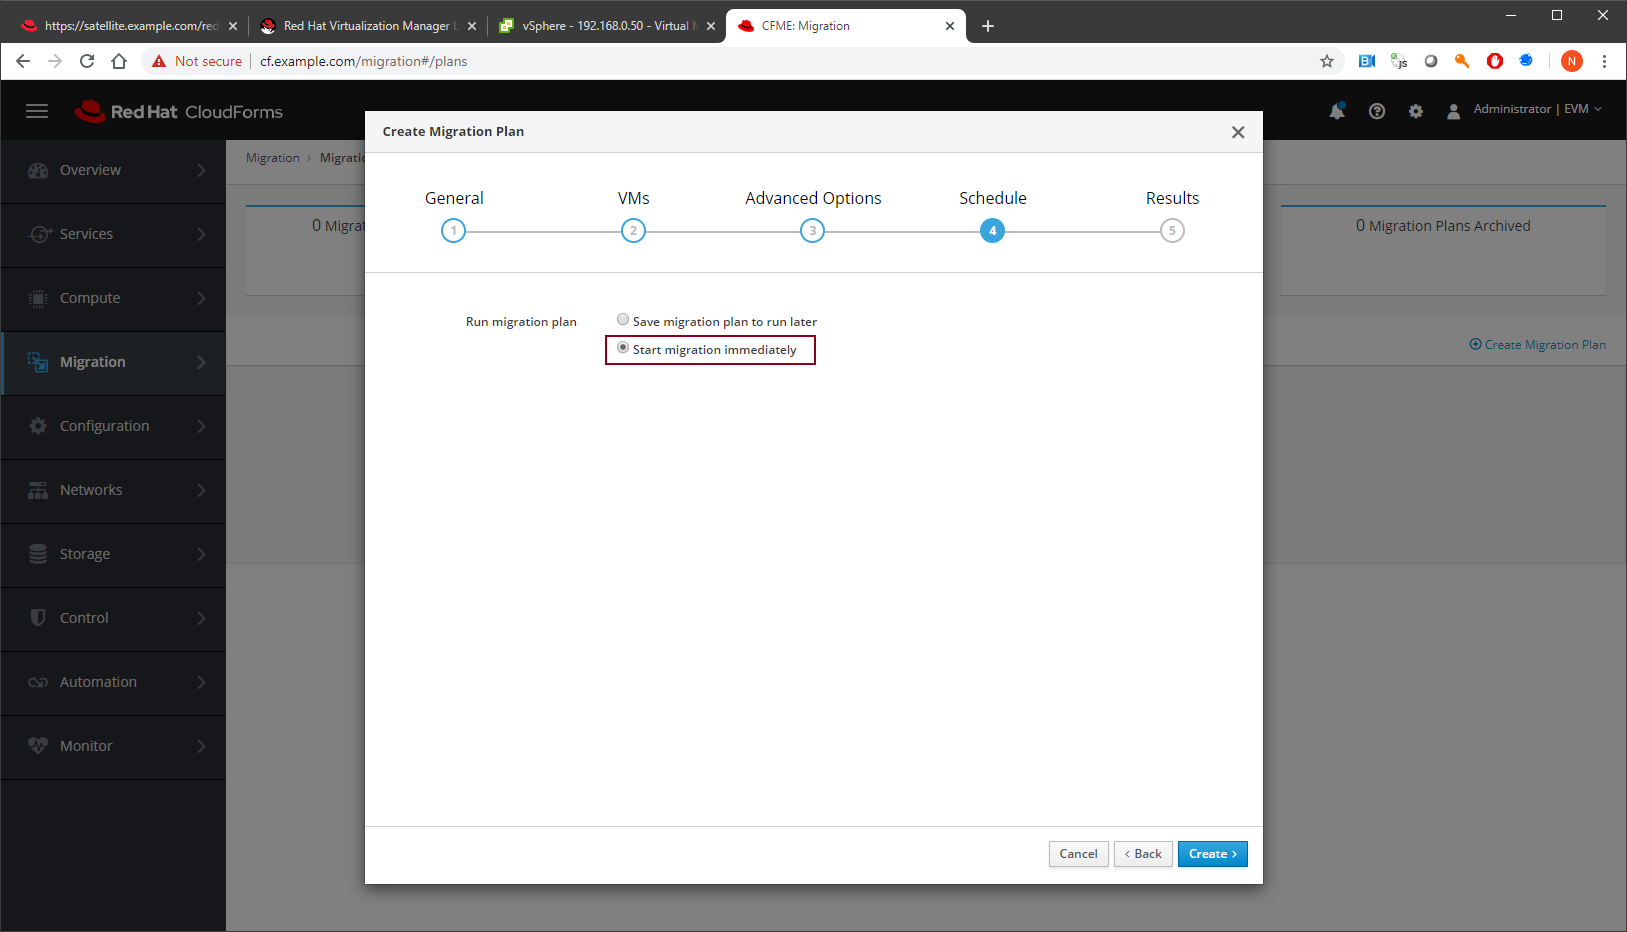 https://satellite.example.com/red
Red Hat Virtualization Manager L
vSphere - 192.168.0.50 - Virtual M
CFME: Migration
Not secure
cf.example.com/migration#/plans
N
Red Hat CloudForms
Administrator | EVM
Overview
Services
Compute
Migration
Configuration
Networks
Storage
Control
Automation
Monitor
Migration > Migratio
0 Migrat
0 Migration Plans Archived
Create Migration Plan
Create Migration Plan
General
VMs
Advanced Options
Schedule
Results
1
2
3
4
5
Run migration plan
Save migration plan to run later
Start migration immediately
Cancel
< Back
Create >